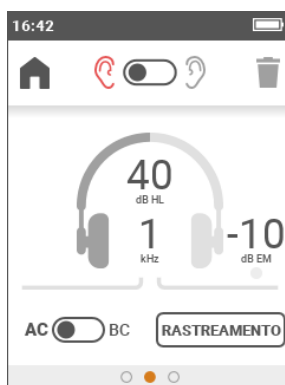 16:42
40
dB HL
1
kHz
-10
dB EM
AC BC
RASTREAMENTO